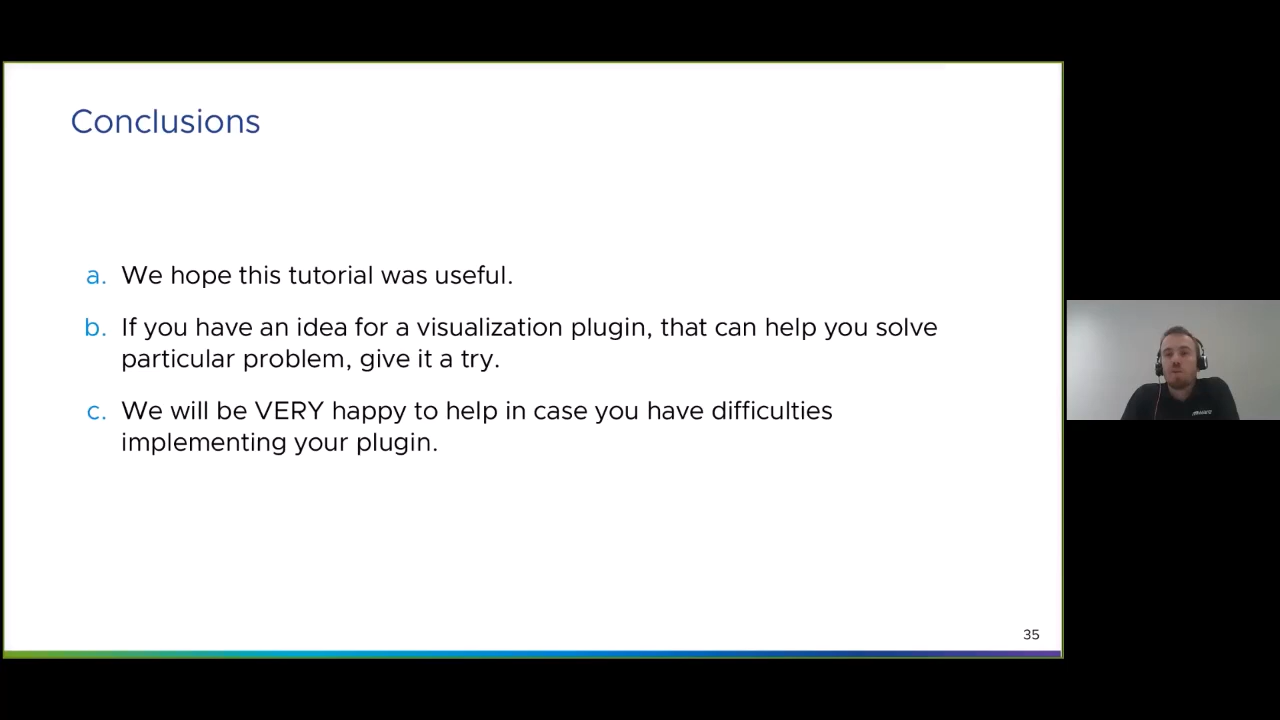 Conclusions
a. We hope this tutorial was useful.
b. If you have an idea for a visualization plugin, that can help you solve
particular problem, give it a try.
c. We will be VERY happy to help in case you have difficulties
implementing your plugin.
35